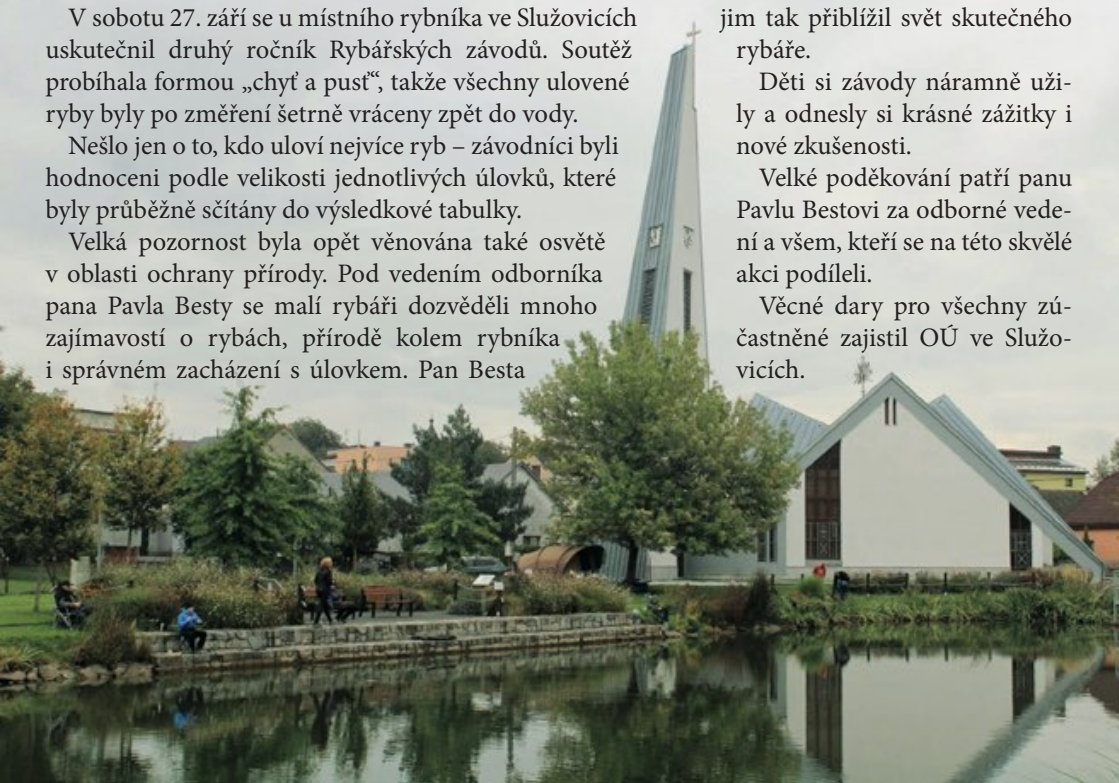 V sobotu 27. září se u místního rybníka ve Služovicích
uskutečnil druhý ročník Rybářských závodů. Soutěž
probíhala formou „chyť a pusť“, takže všechny ulovené
ryby byly po změření šetrně vráceny zpět do vody.
Nešlo jen o to, kdo uloví nejvíce ryb – závodníci byli
hodnoceni podle velikosti jednotlivých úlovků, které
byly průběžně sčítány do výsledkové tabulky.
Velká pozornost byla opět věnována také osvětě
v oblasti ochrany přírody. Pod vedením odborníka
pana Pavla Besty se malí rybáři dozvěděli mnoho
zajímavostí o rybách, přírodě kolem rybníka
i správném zacházení s úlovkem. Pan Besta
jim tak přiblížil svět skutečného
rybáře.
Děti si závody náramně uži-
ly a odnesly si krásné zážitky i
nové zkušenosti.
Velké poděkování patří panu
Pavlu Bestovi za odborné vede-
ní a všem, kteří se na této skvělé
akci podíleli.
Věcné dary pro všechny zú-
častněné zajistil OÚ ve Služo-
vicích.